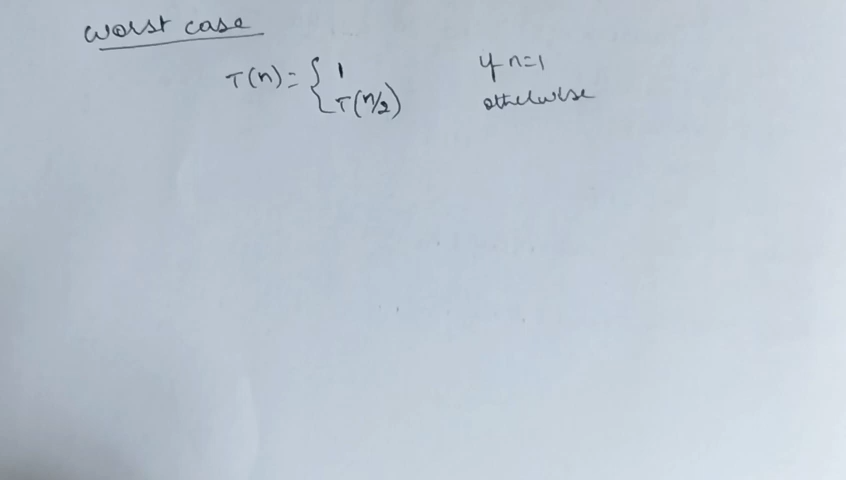 worst case
T(n) = { 1 if n=1
T(n/2) otherwise